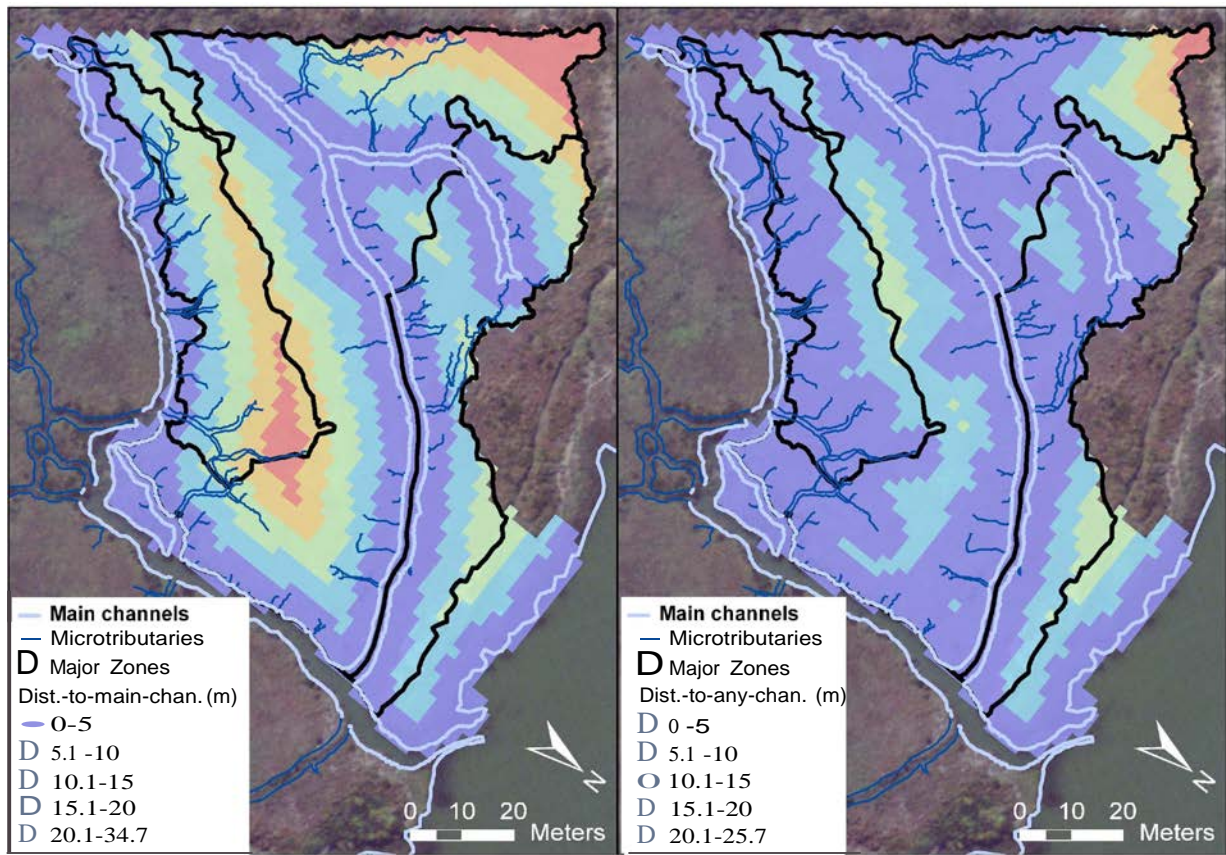 Main channels
Microtributaries
D Major Zones
Dist.-to-main-chan. (m)
0-5
D 5.1 -10
D 10.1-15
D 15.1-20
D 20.1-34.7
N
0 10 20
Meters
Main channels
Microtributaries
D Major Zones
Dist.-to-any-chan. (m)
D 0 -5
D 5.1 -10
O 10.1-15
D 15.1-20
D 20.1-25.7
N
0 10 20
Meters